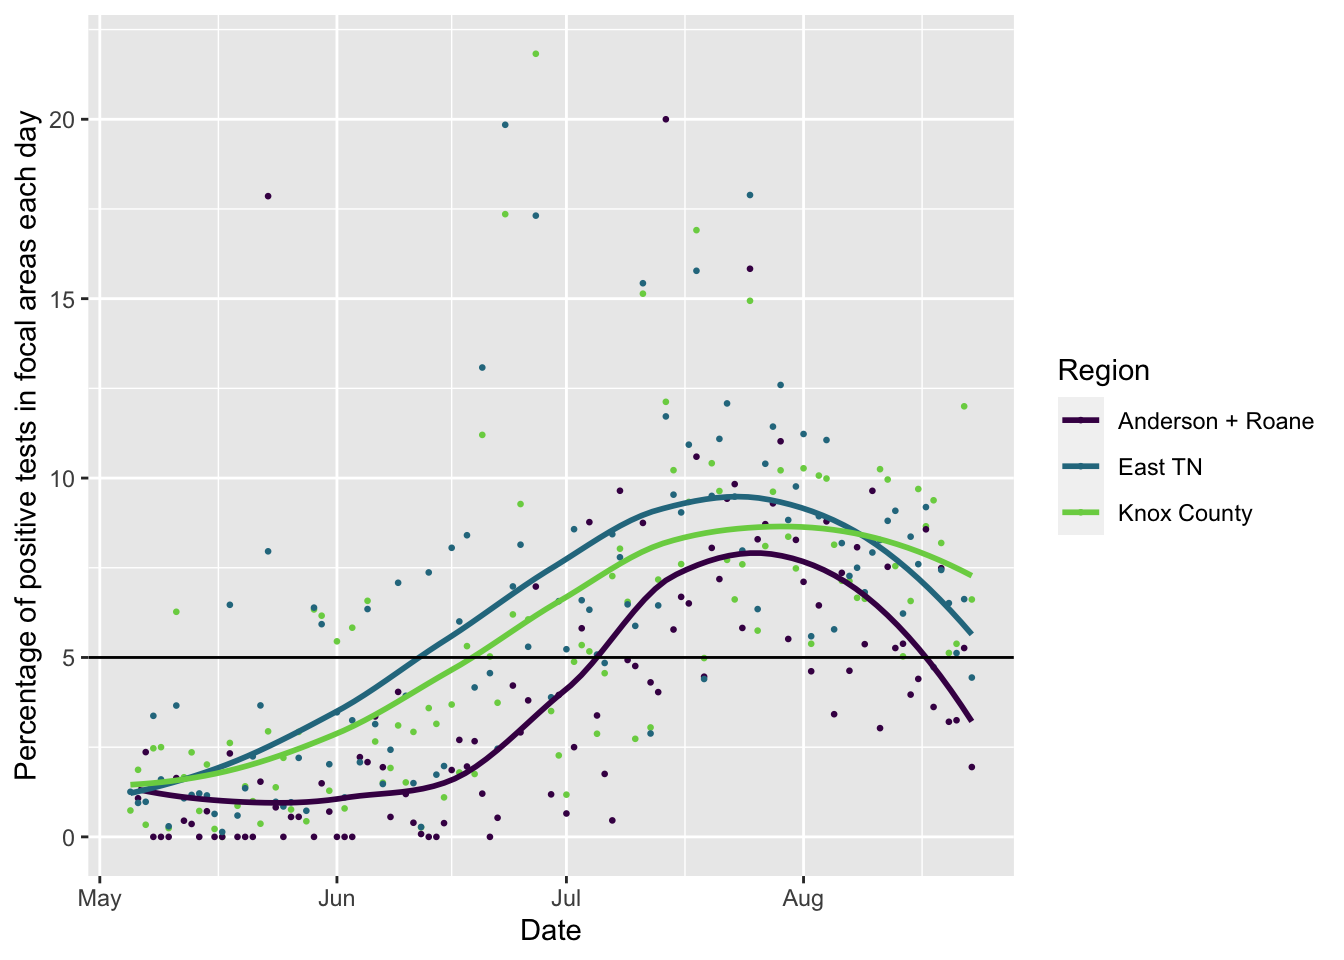 Percentage of positive tests in focal areas each day
20
15
10
5
0
May
Jun
Jul
Aug
Date
Region
Anderson + Roane
East TN
Knox County